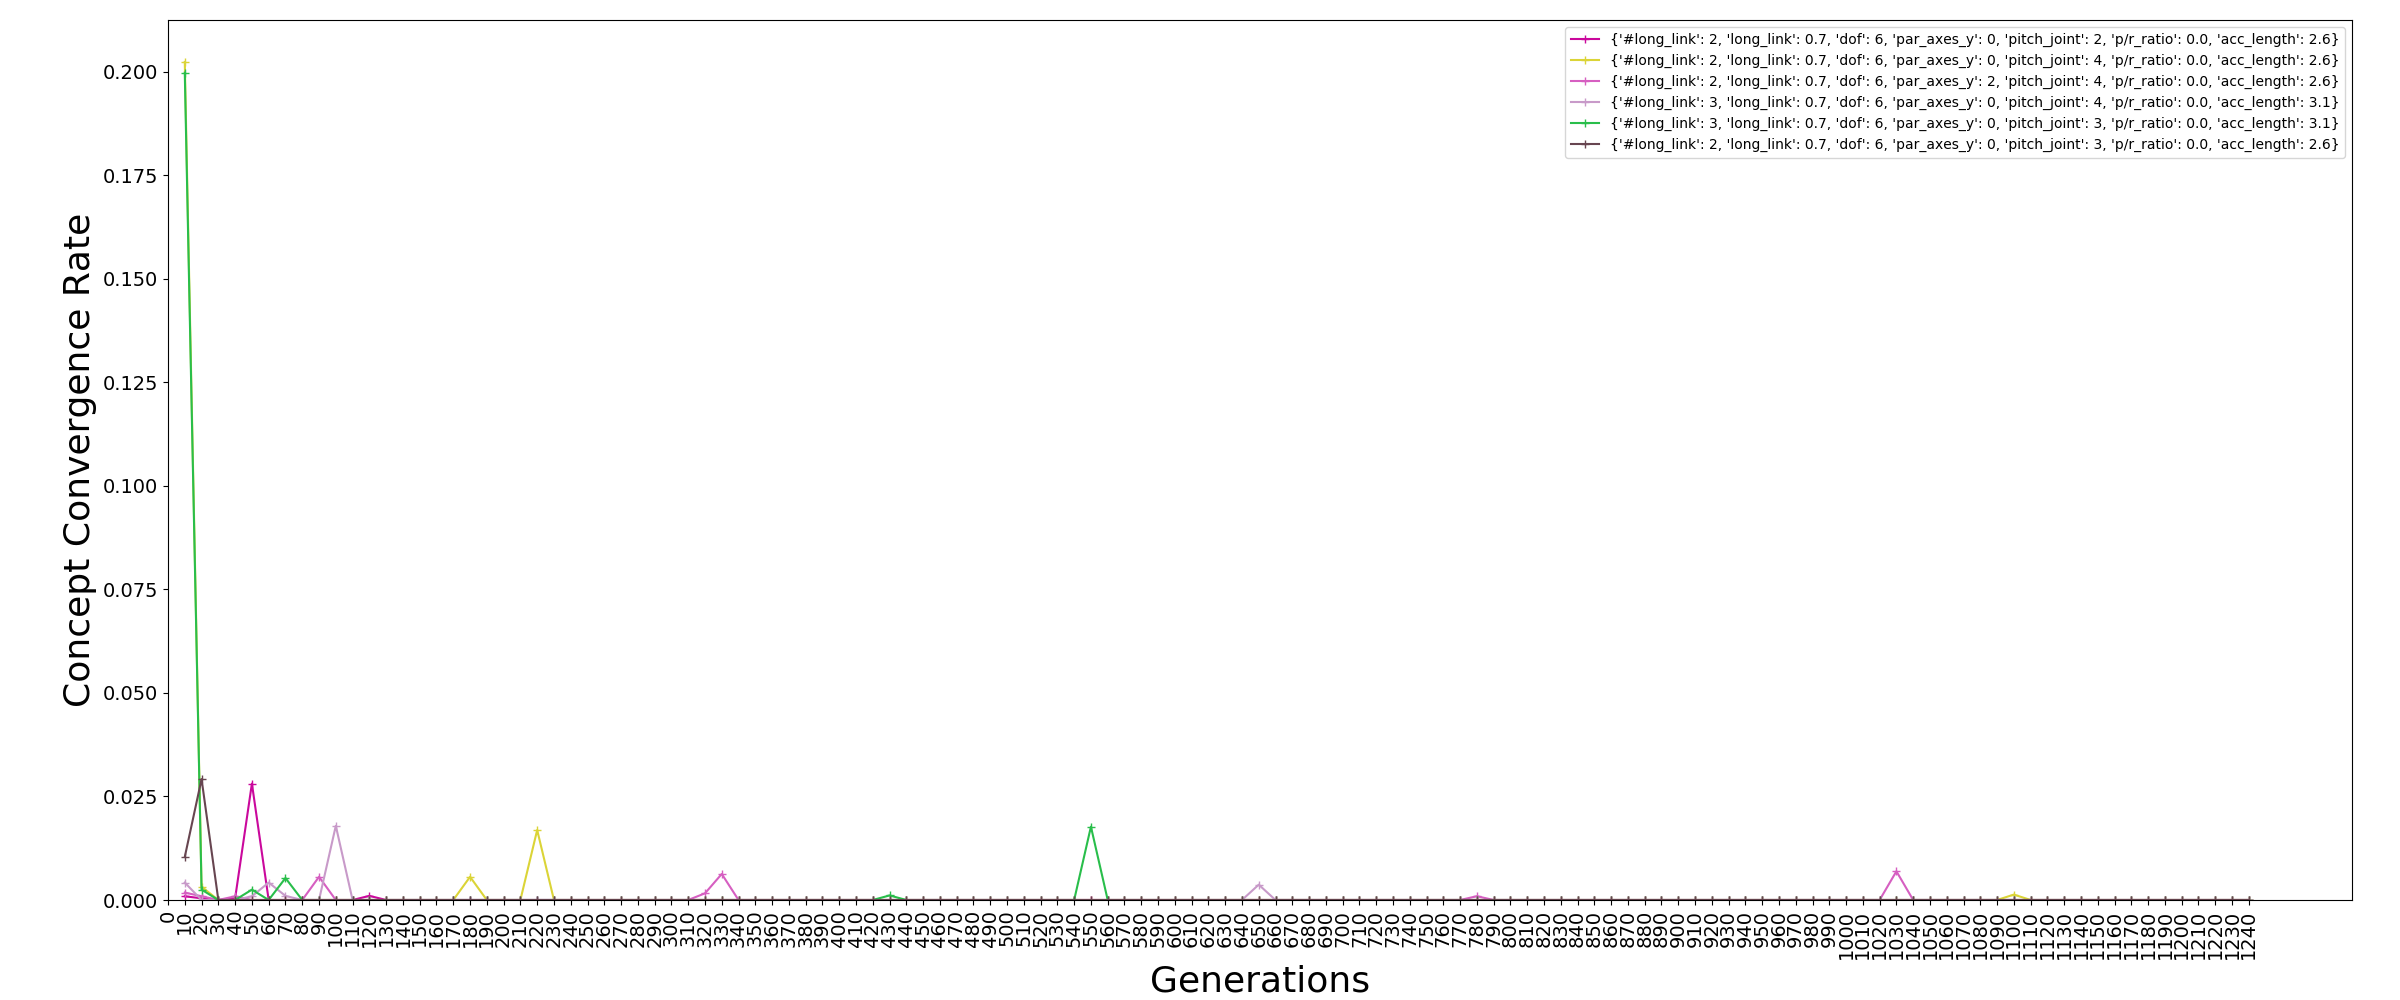 {'#long_link': 2, 'long_link': 0.7, 'dof': 6, 'par_axes_y': 0, 'pitch_joint': 2, 'p/r_ratio': 0.0, 'acc_length': 2.6}
{'#long_link': 2, 'long_link': 0.7, 'dof': 6, 'par_axes_y': 0, 'pitch_joint': 4, 'p/r_ratio': 0.0, 'acc_length': 2.6}
{'#long_link': 2, 'long_link': 0.7, 'dof': 6, 'par_axes_y': 2, 'pitch_joint': 4, 'p/r_ratio': 0.0, 'acc_length': 2.6}
{'#long_link': 3, 'long_link': 0.7, 'dof': 6, 'par_axes_y': 0, 'pitch_joint': 4, 'p/r_ratio': 0.0, 'acc_length': 3.1}
{'#long_link': 3, 'long_link': 0.7, 'dof': 6, 'par_axes_y': 0, 'pitch_joint': 3, 'p/r_ratio': 0.0, 'acc_length': 3.1}
{'#long_link': 2, 'long_link': 0.7, 'dof': 6, 'par_axes_y': 0, 'pitch_joint': 3, 'p/r_ratio': 0.0, 'acc_length': 2.6}
Concept Convergence Rate
0.200
0.175
0.150
0.125
0.100
0.075
0.050
0.025
0.000
0 10 20 30 40 50 60 70 80 90 100 110 120 130 140 150 160 170 180 190 200 210 220 230 240 250 260 270 280 290 300 310 320 330 340 350 360 370 380 390 400 410 420 430 440 450 460 470 480 490 500 510 520 530 540 550 560 570 580 590 600 610 620 630 640 650 660 670 680 690 700 710 720 730 740 750 760 770 780 790 800 810 820 830 840 850 860 870 880 890 900 910 920 930 940 950 960 970 980 990 1000 1010 1020 1030 1040 1050 1060 1070 1080 1090 1100 1110 1120 1130 1140 1150 1160 1170 1180 1190 1200 1210 1220 1230 1240
Generations